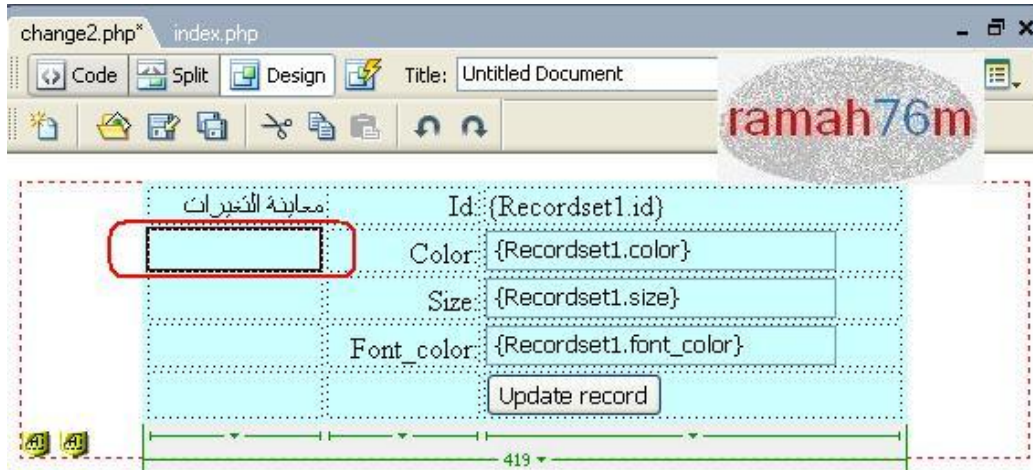 change2.php* index.php
Code Split Design Title: Untitled Document
ramah76m
معاينة التغيرات Id: {Recordset1.id}
Color: {Recordset1.color}
Size: {Recordset1.size}
Font_color: {Recordset1.font_color}
Update record
419